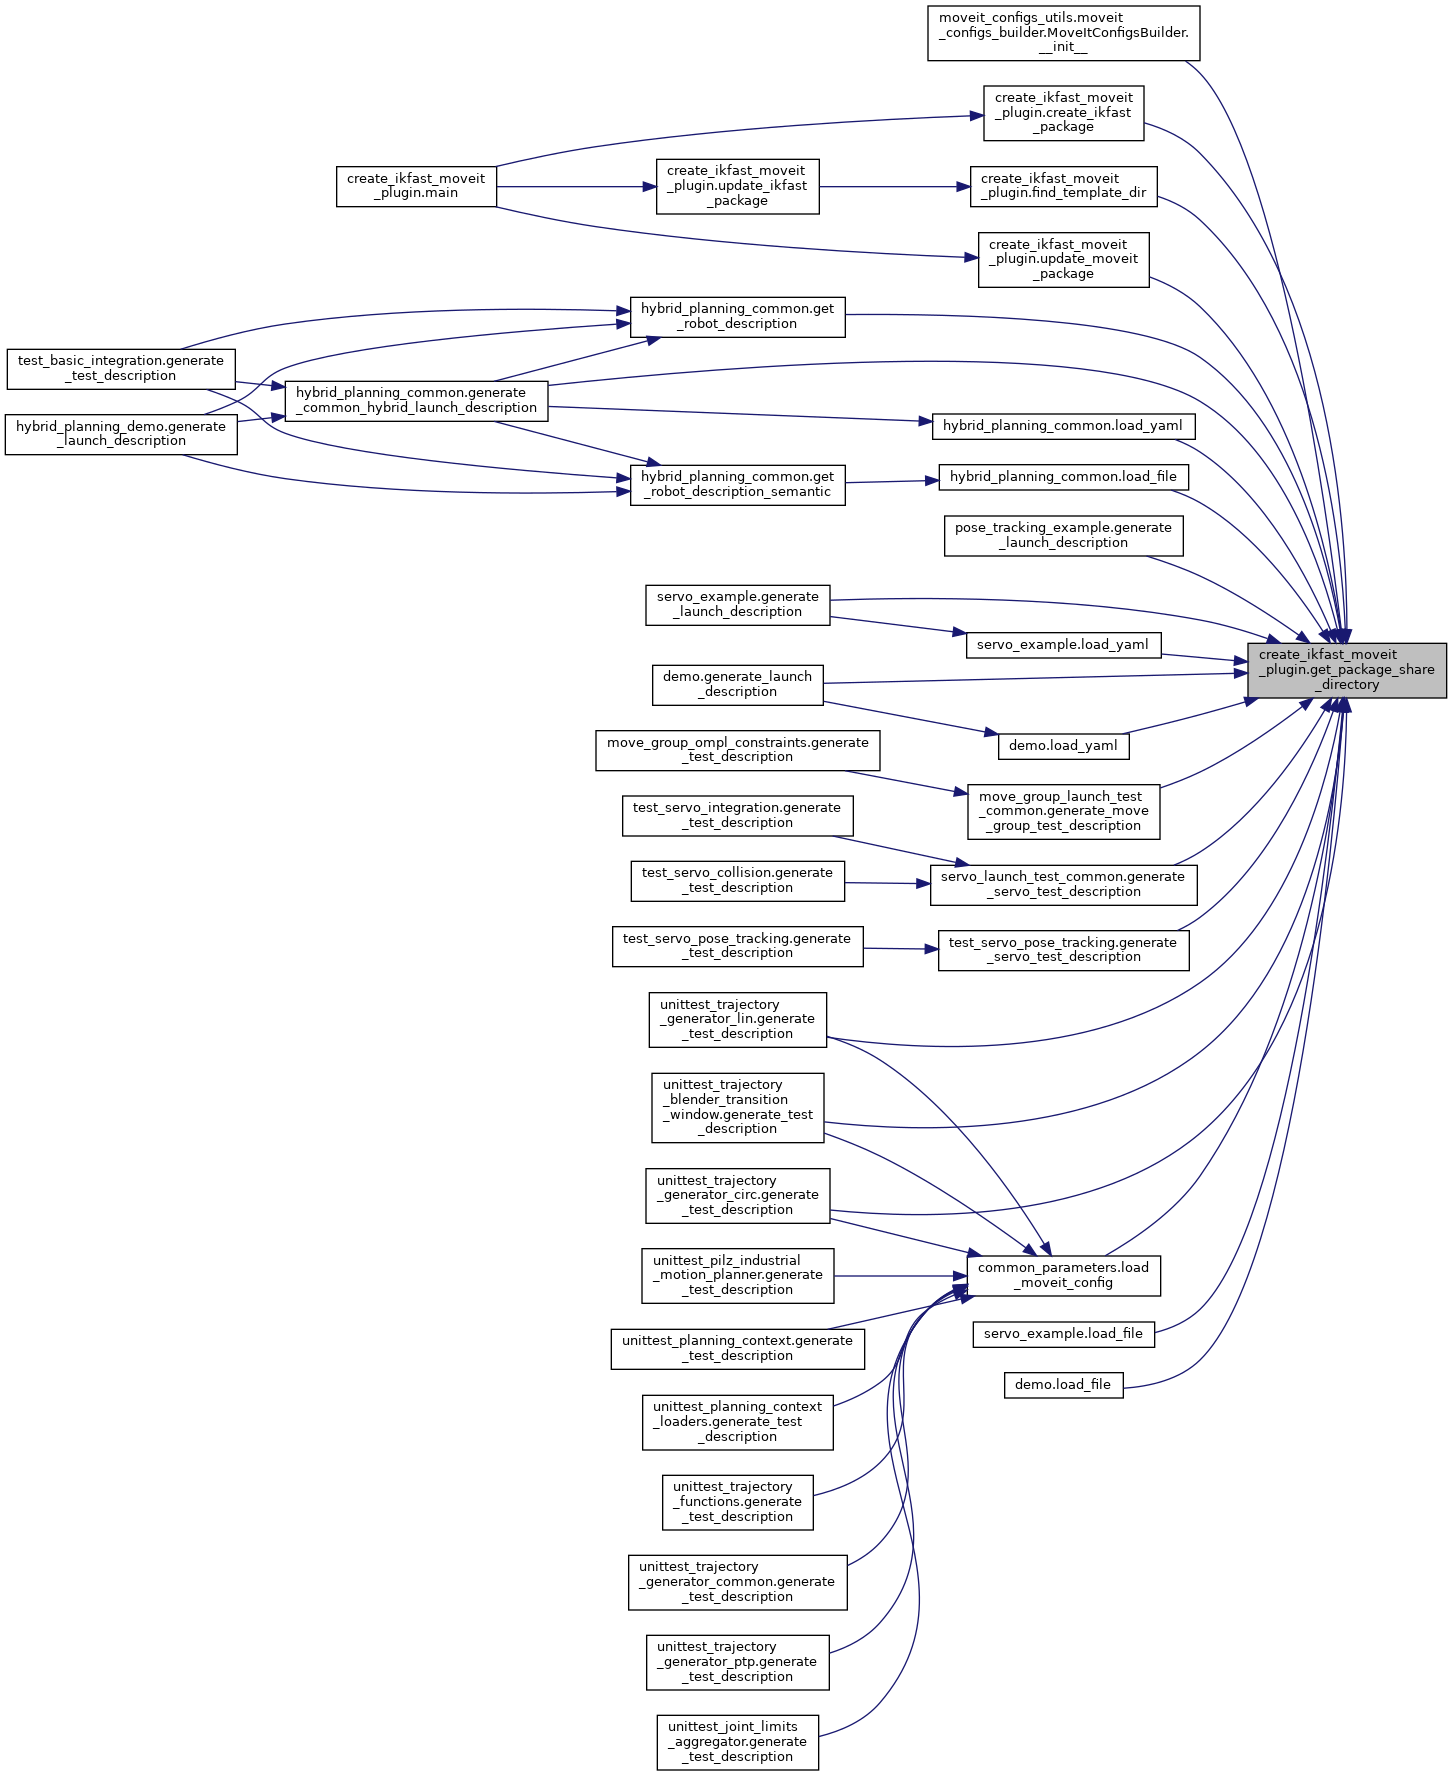 moveit_configs_utils.moveit
_configs_builder.MoveItConfigsBuilder.
__init__
create_ikfast_moveit
_plugin.create_ikfast
_package
create_ikfast_moveit
_plugin.main
create_ikfast_moveit
_plugin.update_ikfast
_package
create_ikfast_moveit
_plugin.find_template_dir
create_ikfast_moveit
_plugin.update_moveit
_package
hybrid_planning_common.get
_robot_description
test_basic_integration.generate
_test_description
hybrid_planning_common.generate
_common_hybrid_launch_description
hybrid_planning_demo.generate
_launch_description
hybrid_planning_common.load_yaml
hybrid_planning_common.get
_robot_description_semantic
hybrid_planning_common.load_file
pose_tracking_example.generate
_launch_description
servo_example.generate
_launch_description
servo_example.load_yaml
create_ikfast_moveit
_plugin.get_package_share
_directory
demo.generate_launch
_description
demo.load_yaml
move_group_ompl_constraints.generate
_test_description
move_group_launch_test
_common.generate_move
_group_test_description
test_servo_integration.generate
_test_description
test_servo_collision.generate
_test_description
servo_launch_test_common.generate
_servo_test_description
test_servo_pose_tracking.generate
_test_description
test_servo_pose_tracking.generate
_servo_test_description
unittest_trajectory
_generator_lin.generate
_test_description
unittest_trajectory
_blender_transition
_window.generate_test
_description
unittest_trajectory
_generator_circ.generate
_test_description
unittest_pilz_industrial
_motion_planner.generate
_test_description
common_parameters.load
_moveit_config
unittest_planning_context.generate
_test_description
servo_example.load_file
demo.load_file
unittest_planning_context
_loaders.generate_test
_description
unittest_trajectory
_functions.generate
_test_description
unittest_trajectory
_generator_common.generate
_test_description
unittest_trajectory
_generator_ptp.generate
_test_description
unittest_joint_limits
_aggregator.generate
_test_description